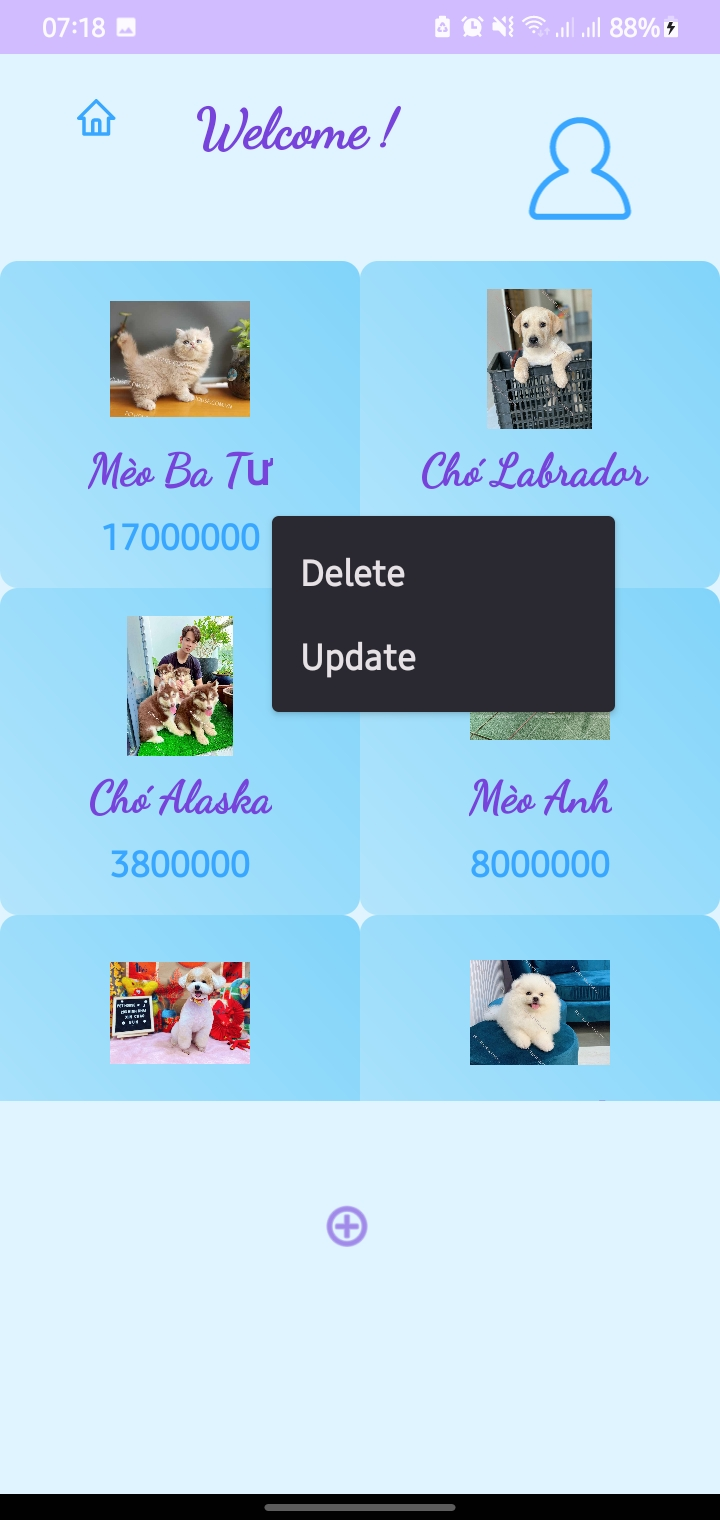 07:18
88%
Welcome !
Mèo Ba Tư
17000000
Chó Labrador
Delete
Update
Chó Alaska
3800000
Mèo Anh
8000000